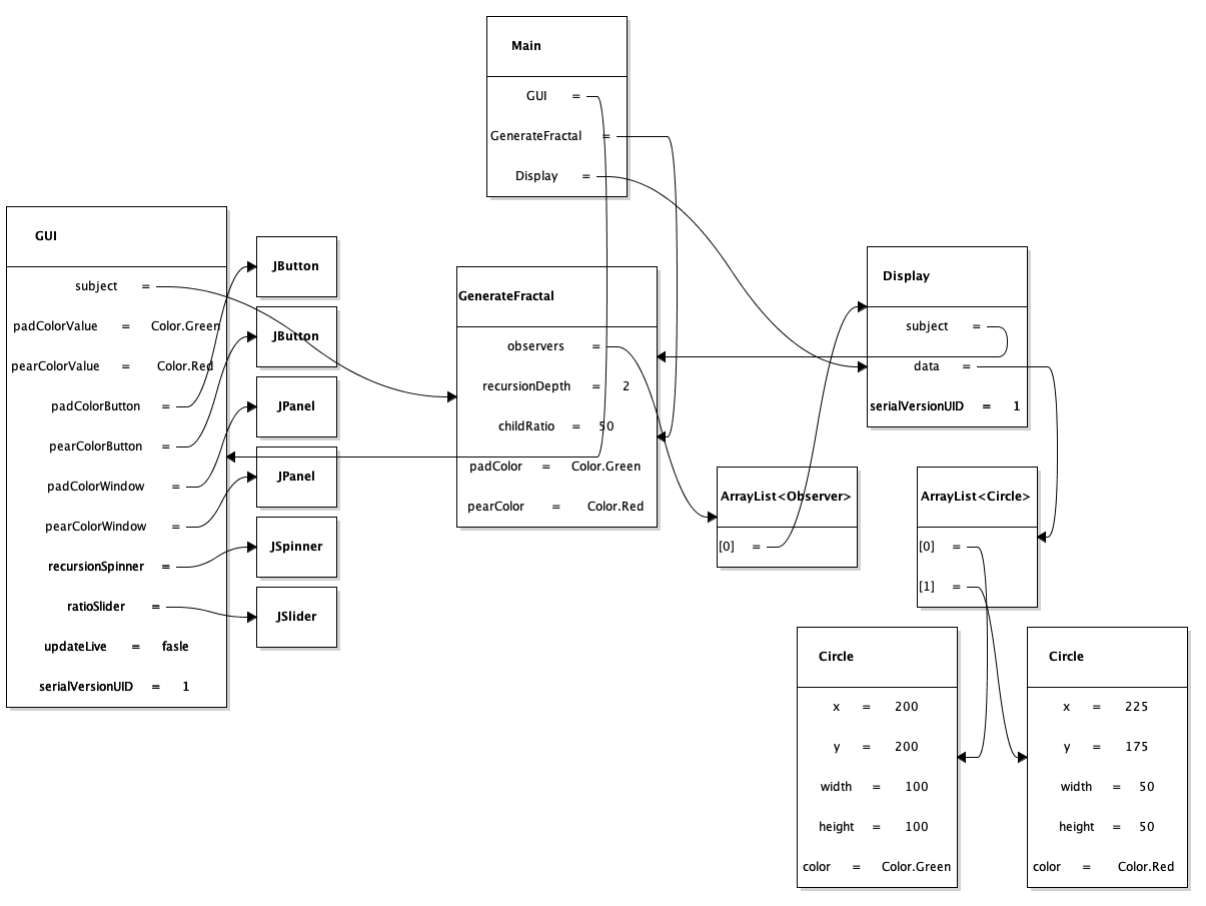 Main
GUI =
GenerateFractal =
Display =
GUI
subject =
padColorValue = Color.Green
pearColorValue = Color.Red
padColorButton =
pearColorButton =
padColorWindow =
pearColorWindow =
recursionSpinner =
ratioSlider =
updateLive = fasle
serialVersionUID = 1
JButton
JButton
JPanel
JPanel
JSpinner
JSlider
GenerateFractal
observers =
recursionDepth = 2
childRatio = 50
padColor = Color.Green
pearColor = Color.Red
Display
subject =
data =
serialVersionUID = 1
ArrayList<Observer>
[0] =
ArrayList<Circle>
[0] =
[1] =
Circle
x = 200
y = 200
width = 100
height = 100
color = Color.Green
Circle
x = 225
y = 175
width = 50
height = 50
color = Color.Red